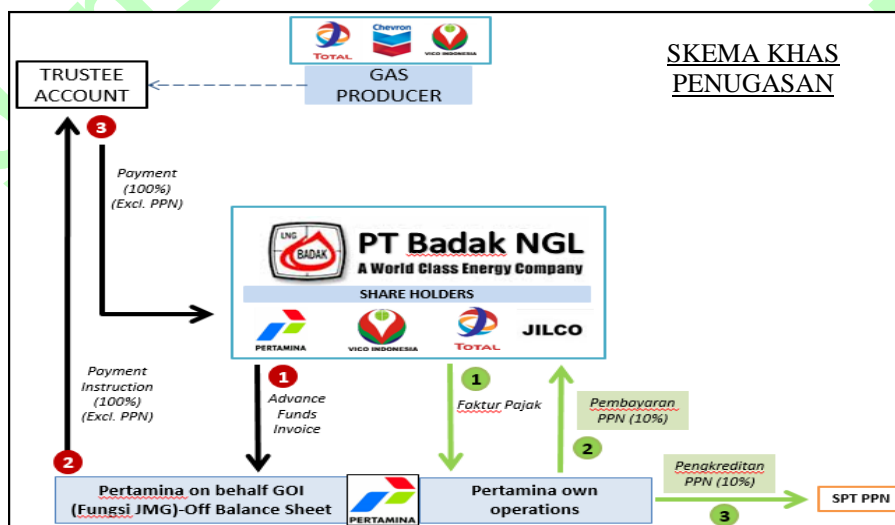 SKEMA KHAS
PENUGASAN
TOTAL
Chevron
VICO INDONESIA
GAS
PRODUCER
TRUSTEE
ACCOUNT
3
Payment
(100%)
(Excl. PPN)
LNG
BADAK
PT Badak NGL
A World Class Energy Company
SHARE HOLDERS
PERTAMINA
VICO INDONESIA
TOTAL
JILCO
Payment
Instruction
(100%)
(Excl. PPN)
2
1
Advance
Funds
Invoice
1
Faktur Pajak
Pembayaran
PPN (10%)
2
Pertamina on behalf GOI
(Fungsi JMG)-Off Balance Sheet
PERTAMINA
Pertamina own
operations
Pengkreditan
PPN (10%)
3
SPT PPN